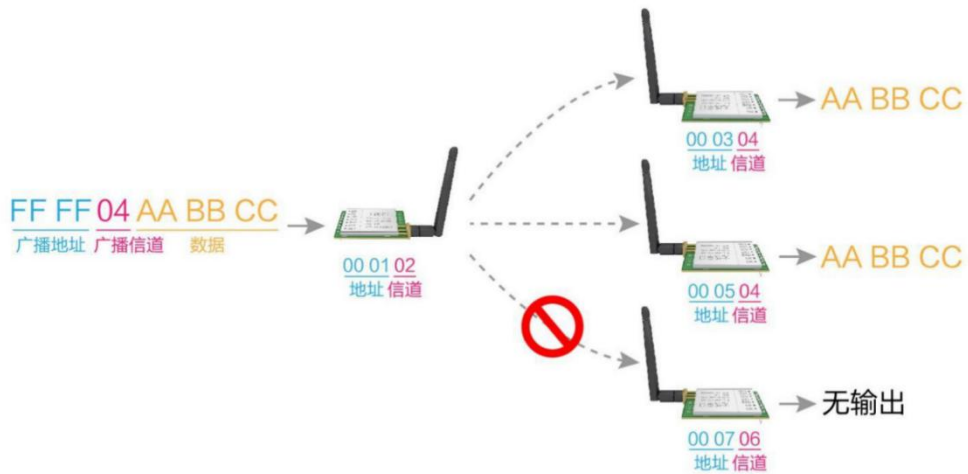 FF FF 04 AA BB CC
广播地址 广播信道 数据
00 01 02
地址 信道
AA BB CC
00 03 04
地址 信道
AA BB CC
00 05 04
地址 信道
无输出
00 07 06
地址 信道